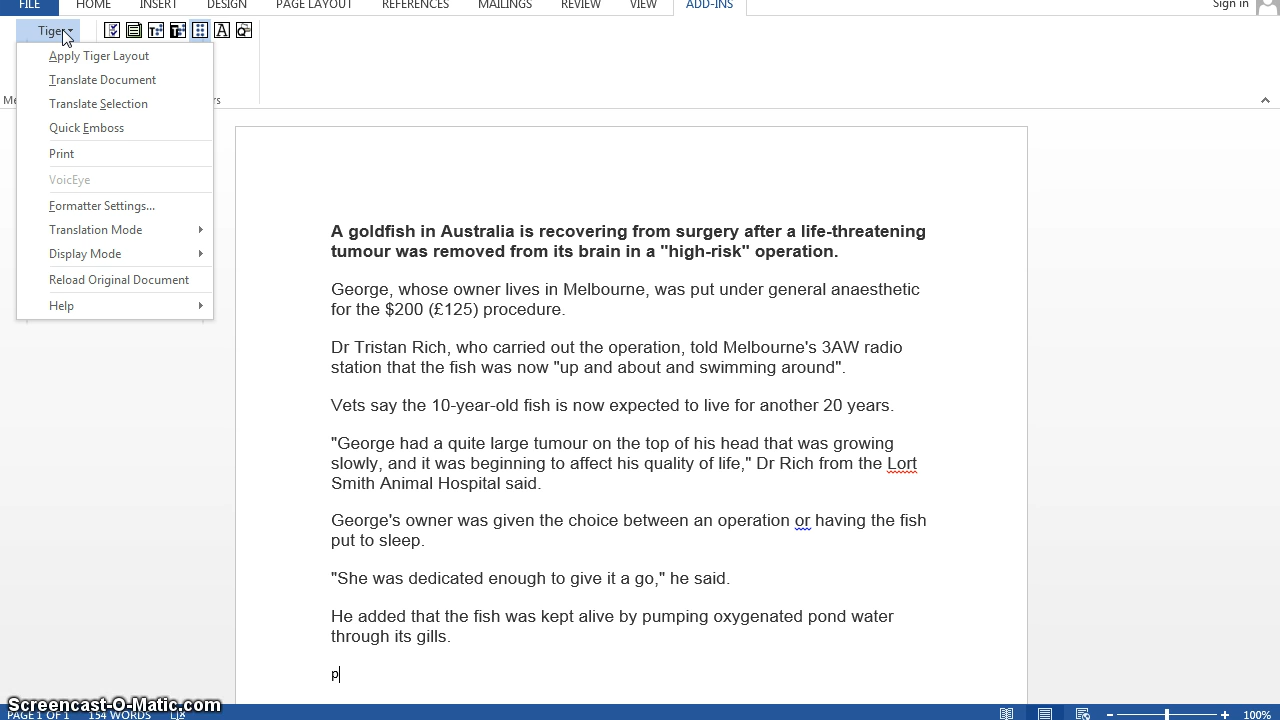 FILE HOME INSERT DESIGN PAGE LAYOUT REFERENCES MAILINGS REVIEW VIEW ADD-INS Sign in
Tiger
Apply Tiger Layout
Translate Document
Translate Selection
Quick Emboss
Print
VoicEye
Formatter Settings...
Translation Mode
Display Mode
Reload Original Document
Help
A goldfish in Australia is recovering from surgery after a life-threatening
tumour was removed from its brain in a "high-risk" operation.
George, whose owner lives in Melbourne, was put under general anaesthetic
for the $200 (£125) procedure.
Dr Tristan Rich, who carried out the operation, told Melbourne's 3AW radio
station that the fish was now "up and about and swimming around".
Vets say the 10-year-old fish is now expected to live for another 20 years.
"George had a quite large tumour on the top of his head that was growing
slowly, and it was beginning to affect his quality of life," Dr Rich from the Lort
Smith Animal Hospital said.
George's owner was given the choice between an operation or having the fish
put to sleep.
"She was dedicated enough to give it a go," he said.
He added that the fish was kept alive by pumping oxygenated pond water
through its gills.
p
Screencast-O-Matic.com
PAGE 1 OF 1 154 WORDS 100%